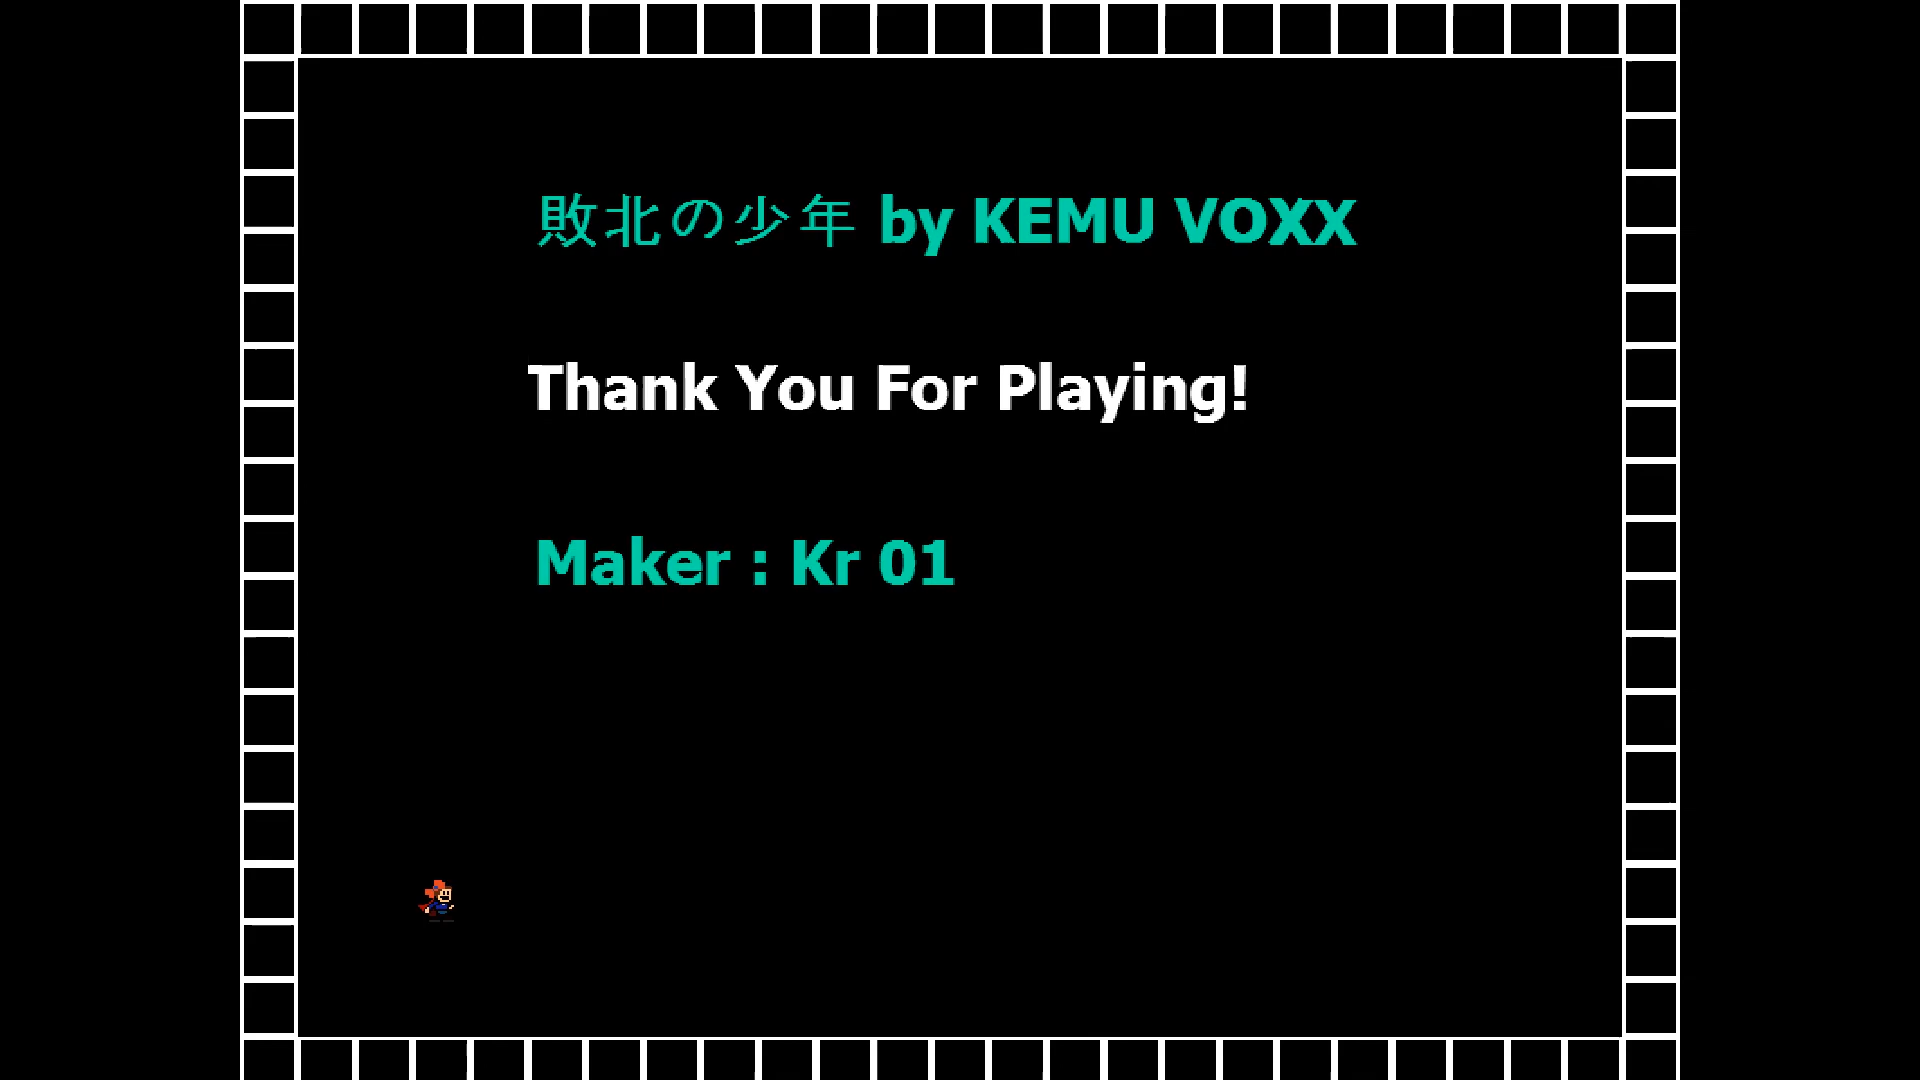 敗北の少年 by KEMU VOXX
Thank You For Playing!
Maker : Kr 01